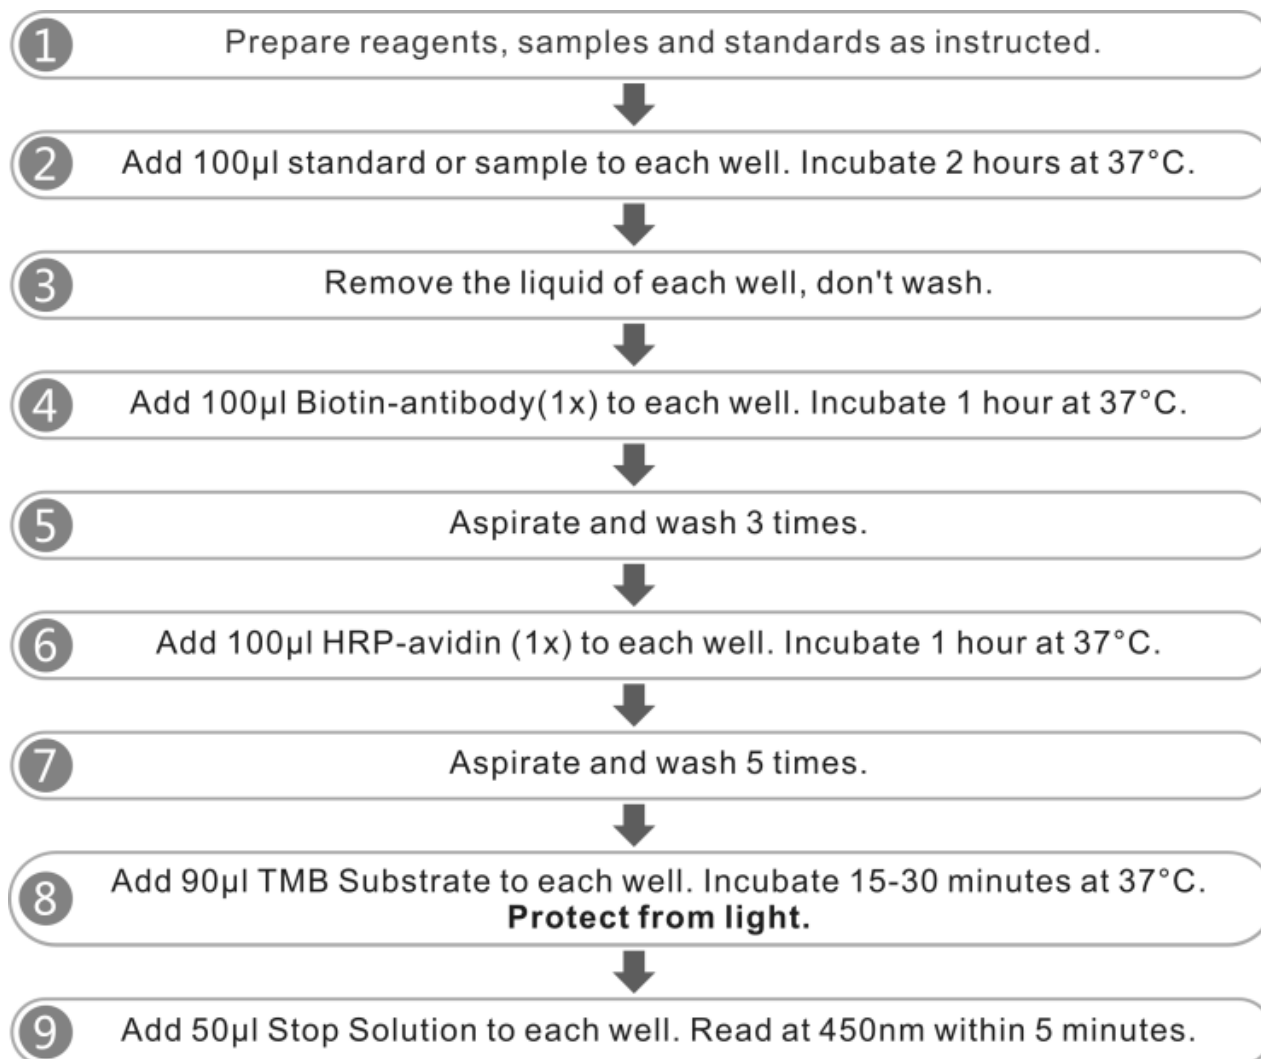 1 Prepare reagents, samples and standards as instructed.
2 Add 100µl standard or sample to each well. Incubate 2 hours at 37°C.
3 Remove the liquid of each well, don't wash.
4 Add 100µl Biotin-antibody(1x) to each well. Incubate 1 hour at 37°C.
5 Aspirate and wash 3 times.
6 Add 100µl HRP-avidin (1x) to each well. Incubate 1 hour at 37°C.
7 Aspirate and wash 5 times.
8 Add 90µl TMB Substrate to each well. Incubate 15-30 minutes at 37°C.
Protect from light.
9 Add 50µl Stop Solution to each well. Read at 450nm within 5 minutes.